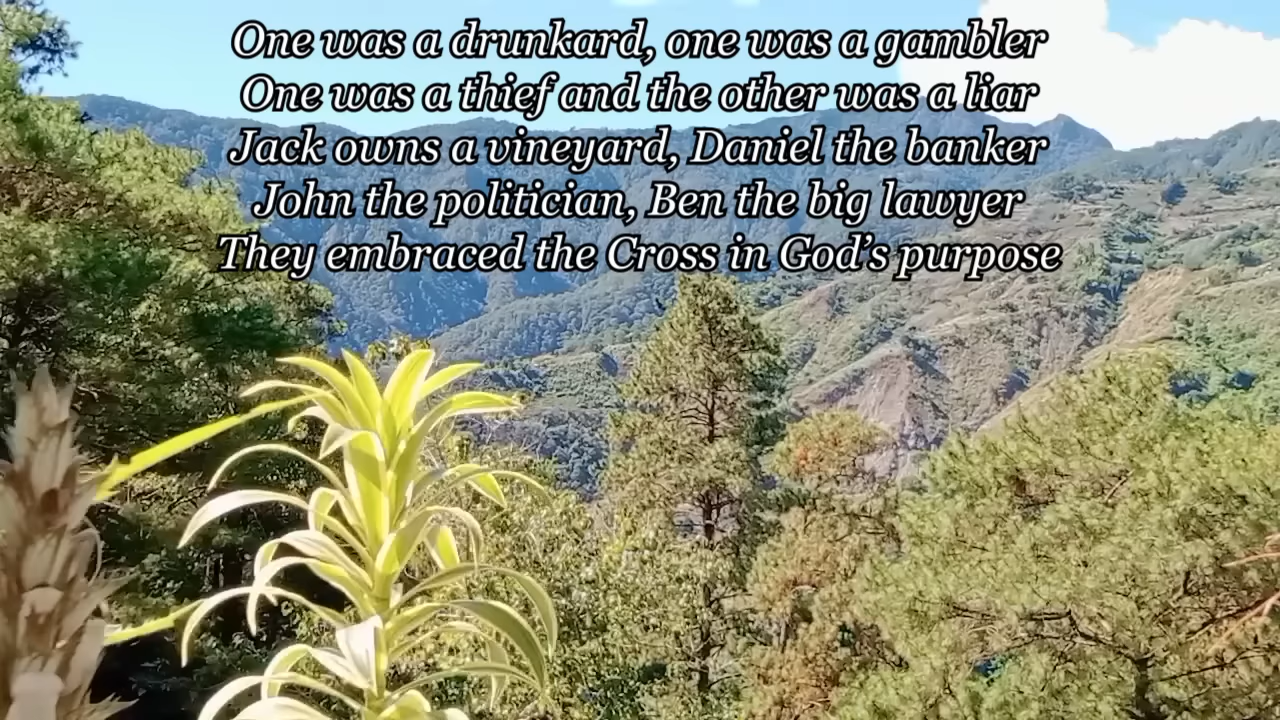 One was a drunkard, one was a gambler
One was a thief and the other was a liar
Jack owns a vineyard, Daniel the banker
John the politician, Ben the big lawyer
They embraced the Cross in God’s purpose